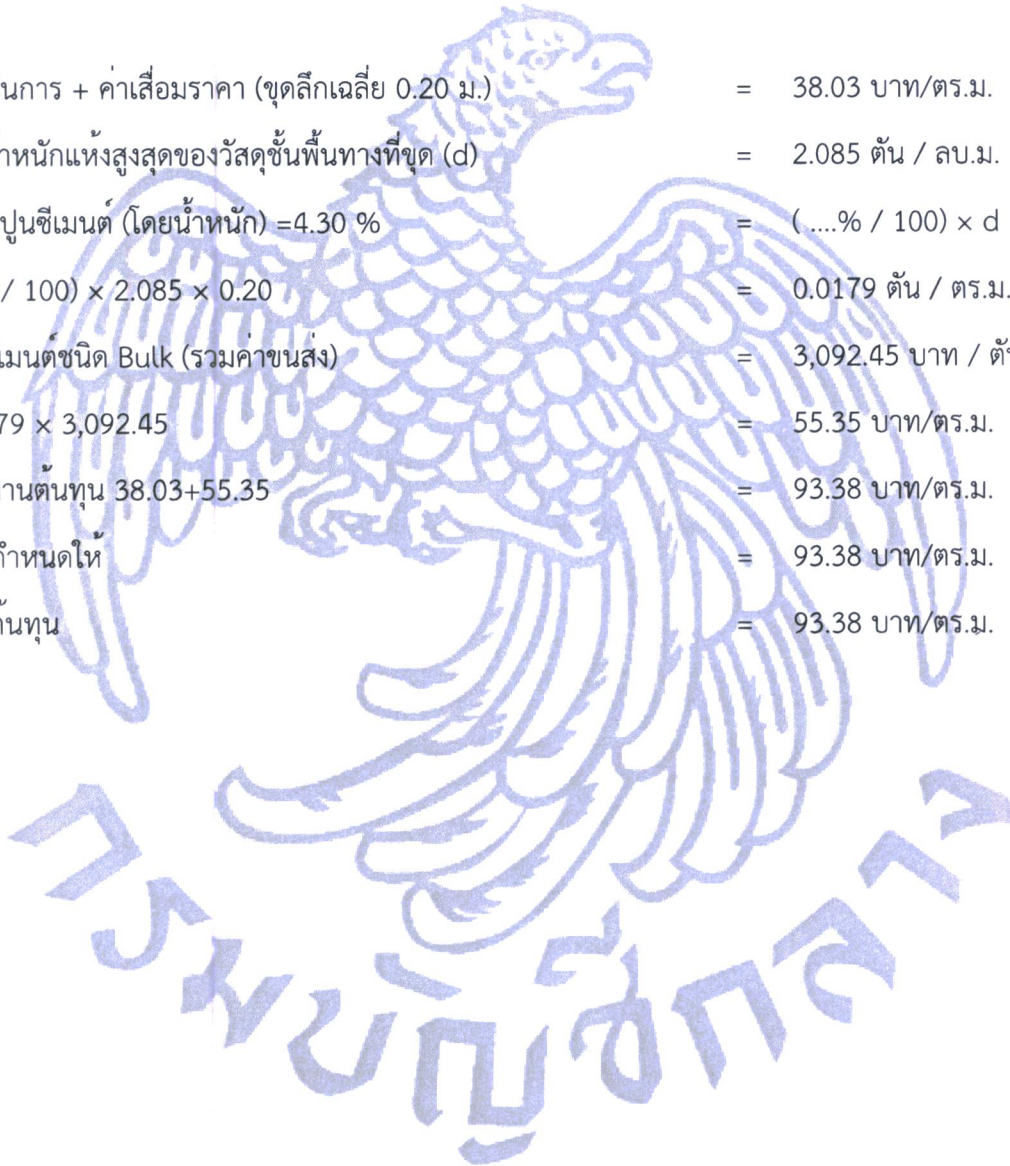 นการ + ค่าเสื่อมราคา (ขุดลึกเฉลี่ย 0.20 ม.) = 38.03 บาท/ตร.ม.
้ำหนักแห้งสูงสุดของวัสดุชั้นพื้นทางที่ขุด (d) = 2.085 ตัน / ลบ.ม.
ปูนซีเมนต์ (โดยน้ำหนัก) =4.30 % = ( ....% / 100) × d
/ 100) × 2.085 × 0.20 = 0.0179 ตัน / ตร.ม.
เมนต์ชนิด Bulk (รวมค่าขนส่ง) = 3,092.45 บาท / ตัน
79 × 3,092.45 = 55.35 บาท/ตร.ม.
านต้นทุน 38.03+55.35 = 93.38 บาท/ตร.ม.
กำหนดให้ = 93.38 บาท/ตร.ม.
้นทุน = 93.38 บาท/ตร.ม.
กรมบัญชีกลาง